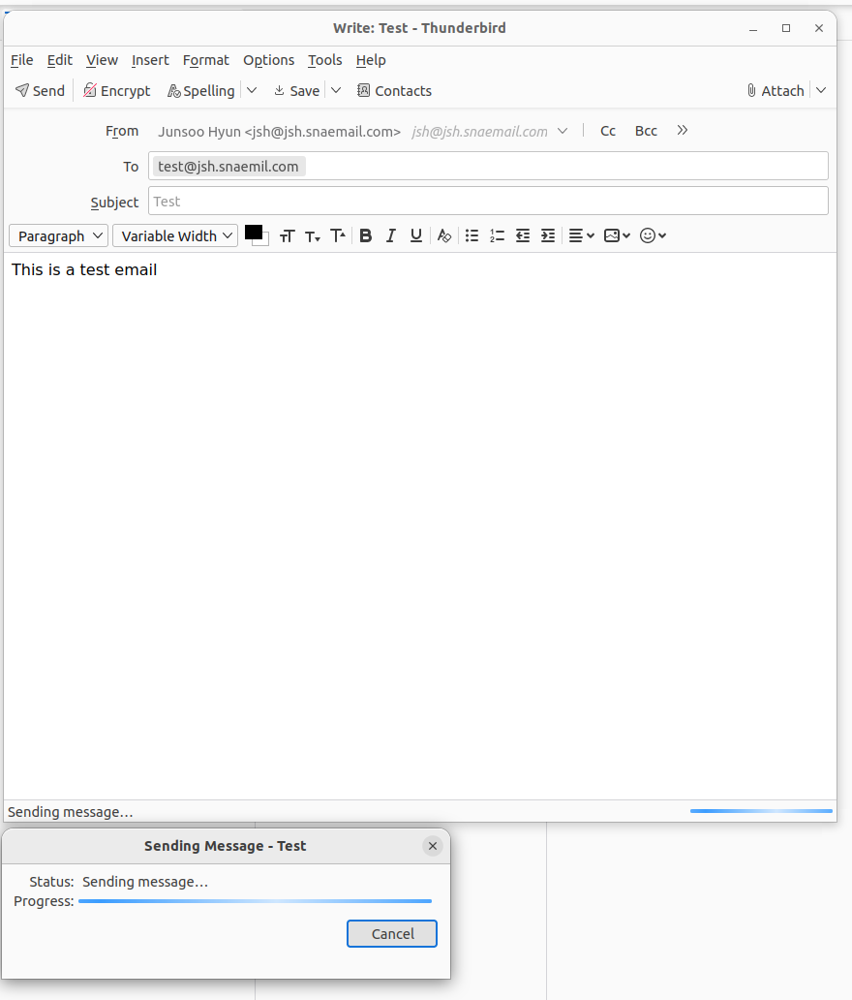 Write: Test - Thunderbird
File Edit View Insert Format Options Tools Help
Send Encrypt Spelling Save Contacts Attach
From Junsoo Hyun <jsh@jsh.snaemail.com> jsh@jsh.snaemail.com Cc Bcc
To test@jsh.snaemil.com
Subject Test
Paragraph Variable Width
This is a test email
Sending message…
Sending Message - Test
Status: Sending message…
Progress:
Cancel